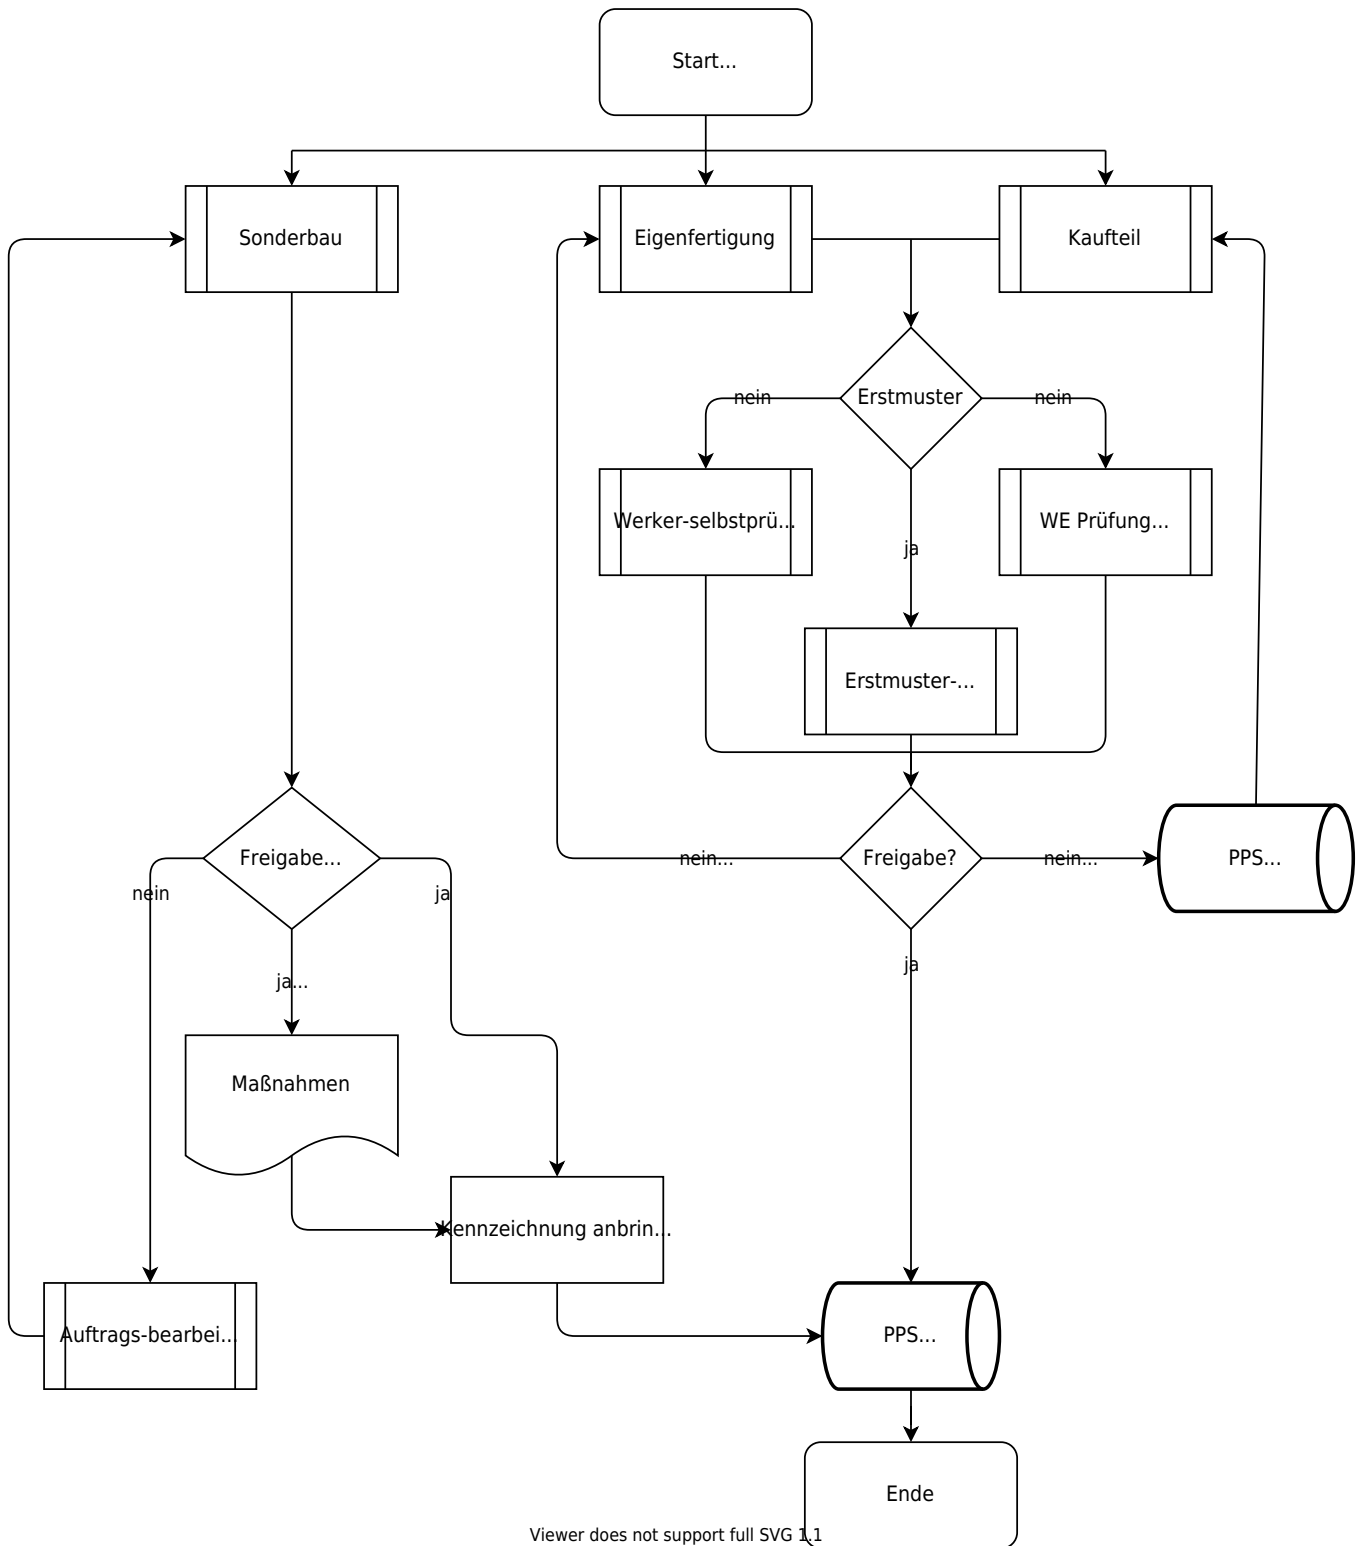 Start...
Sonderbau
Eigenfertigung
Kaufteil
nein
Erstmuster
nein
Werker-selbstprü...
WE Prüfung...
ja
Erstmuster-...
Freigabe...
nein...
Freigabe?
nein...
PPS...
nein
ja
ja
ja...
Maßnahmen
Kennzeichnung anbrin...
Auftrags-bearbei...
PPS...
Ende
Viewer does not support full SVG 1.1